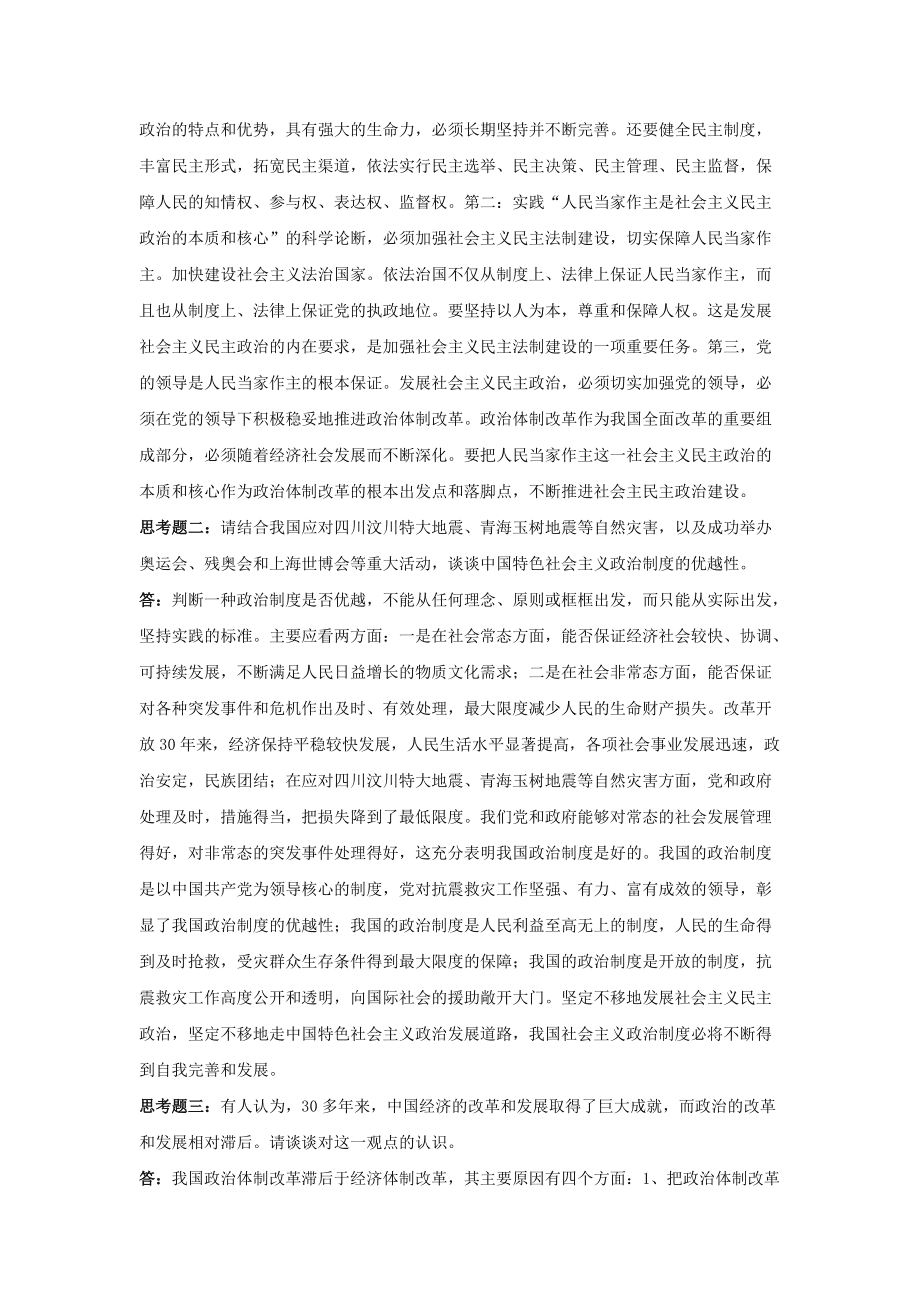 政治的特点和优势，具有强大的生命力，必须长期坚持并不断完善。还要健全民主制度，
丰富民主形式，拓宽民主渠道，依法实行民主选举、民主决策、民主管理、民主监督，保
障人民的知情权、参与权、表达权、监督权。第二：实践“人民当家作主是社会主义民主
政治的本质和核心”的科学论断，必须加强社会主义民主法制建设，切实保障人民当家作
主。加快建设社会主义法治国家。依法治国不仅从制度上、法律上保证人民当家作主，而
且也从制度上、法律上保证党的执政地位。要坚持以人为本，尊重和保障人权。这是发展
社会主义民主政治的内在要求，是加强社会主义民主法制建设的一项重要任务。第三，党
的领导是人民当家作主的根本保证。发展社会主义民主政治，必须切实加强党的领导，必
须在党的领导下积极稳妥地推进政治体制改革。政治体制改革作为我国全面改革的重要组
成部分，必须随着经济社会发展而不断深化。要把人民当家作主这一社会主义民主政治的
本质和核心作为政治体制改革的根本出发点和落脚点，不断推进社会主民主政治建设。
思考题二：请结合我国应对四川汶川特大地震、青海玉树地震等自然灾害，以及成功举办
奥运会、残奥会和上海世博会等重大活动，谈谈中国特色社会主义政治制度的优越性。
答：判断一种政治制度是否优越，不能从任何理念、原则或框框出发，而只能从实际出发，
坚持实践的标准。主要应看两方面：一是在社会常态方面，能否保证经济社会较快、协调、
可持续发展，不断满足人民日益增长的物质文化需求；二是在社会非常态方面，能否保证
对各种突发事件和危机作出及时、有效处理，最大限度减少人民的生命财产损失。改革开
放 30 年来，经济保持平稳较快发展，人民生活水平显著提高，各项社会事业发展迅速，政
治安定，民族团结；在应对四川汶川特大地震、青海玉树地震等自然灾害方面，党和政府
处理及时，措施得当，把损失降到了最低限度。我们党和政府能够对常态的社会发展管理
得好，对非常态的突发事件处理得好，这充分表明我国政治制度是好的。我国的政治制度
是以中国共产党为领导核心的制度，党对抗震救灾工作坚强、有力、富有成效的领导，彰
显了我国政治制度的优越性；我国的政治制度是人民利益至高无上的制度，人民的生命得
到及时抢救，受灾群众生存条件得到最大限度的保障；我国的政治制度是开放的制度，抗
震救灾工作高度公开和透明，向国际社会的援助敞开大门。坚定不移地发展社会主义民主
政治，坚定不移地走中国特色社会主义政治发展道路，我国社会主义政治制度必将不断得
到自我完善和发展。
思考题三：有人认为，30 多年来，中国经济的改革和发展取得了巨大成就，而政治的改革
和发展相对滞后。请谈谈对这一观点的认识。
答：我国政治体制改革滞后于经济体制改革，其主要原因有四个方面：1、把政治体制改革